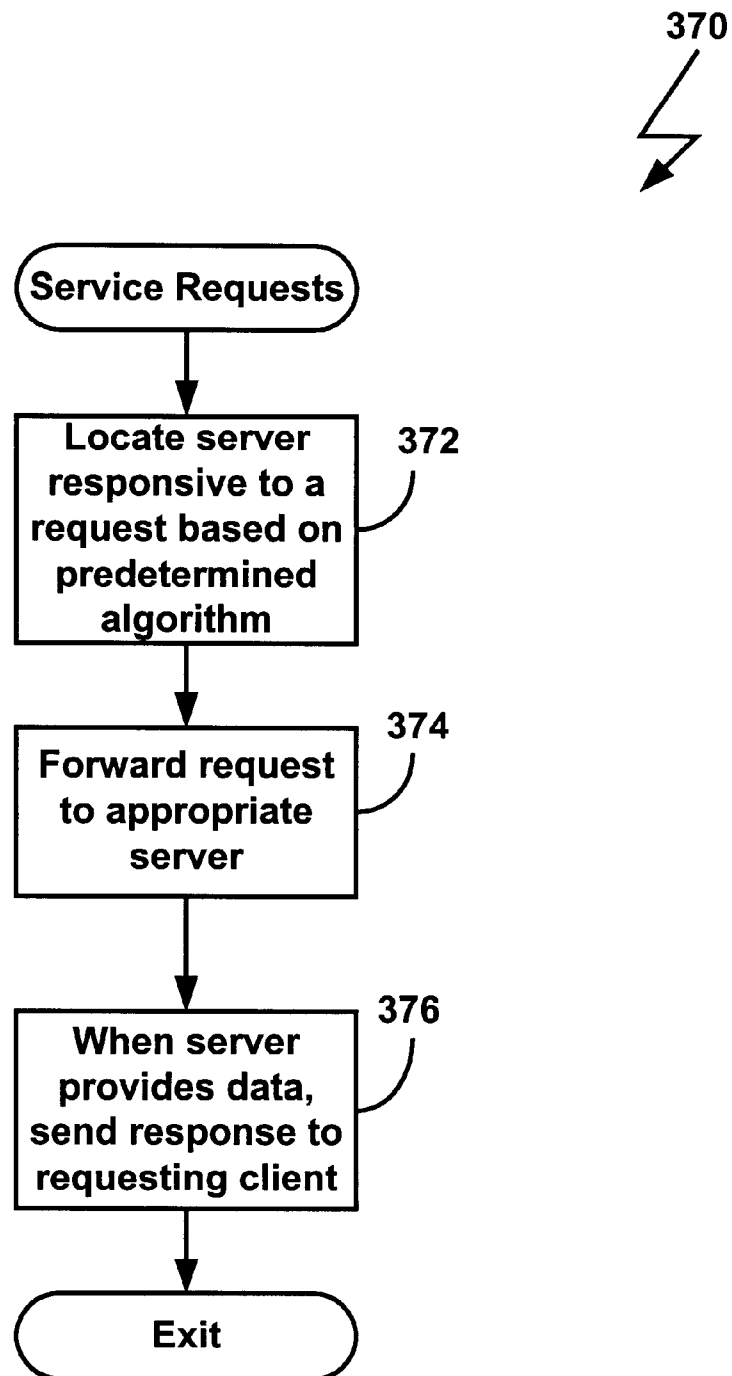 370
Service Requests
Locate server
responsive to a
request based on
predetermined
algorithm
372
Forward request
to appropriate
server
374
When server
provides data,
send response to
requesting client
376
Exit